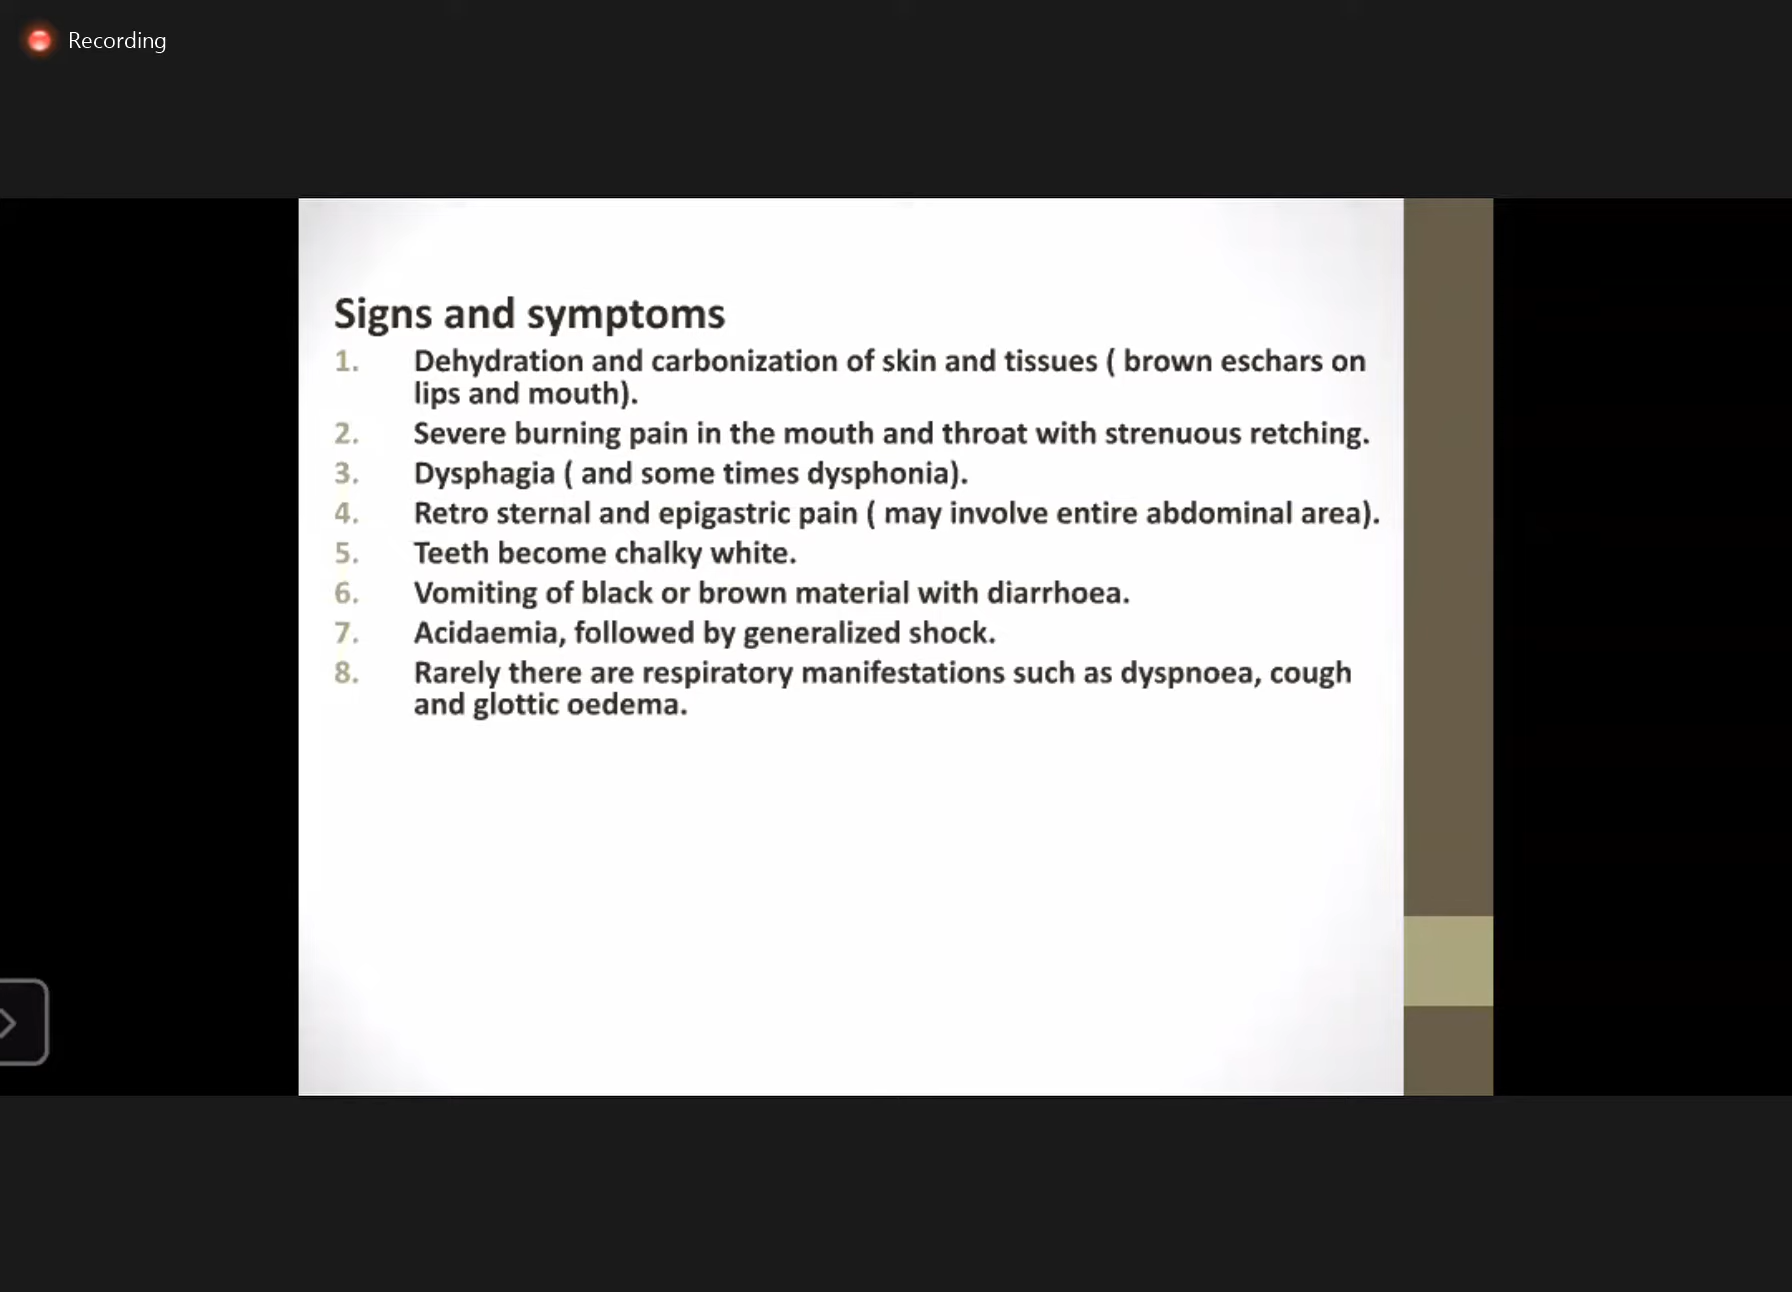 Recording
Signs and symptoms
1. Dehydration and carbonization of skin and tissues ( brown eschars on
lips and mouth).
2. Severe burning pain in the mouth and throat with strenuous retching.
3. Dysphagia ( and some times dysphonia).
4. Retro sternal and epigastric pain ( may involve entire abdominal area).
5. Teeth become chalky white.
6. Vomiting of black or brown material with diarrhoea.
7. Acidaemia, followed by generalized shock.
8. Rarely there are respiratory manifestations such as dyspnoea, cough
and glottic oedema.